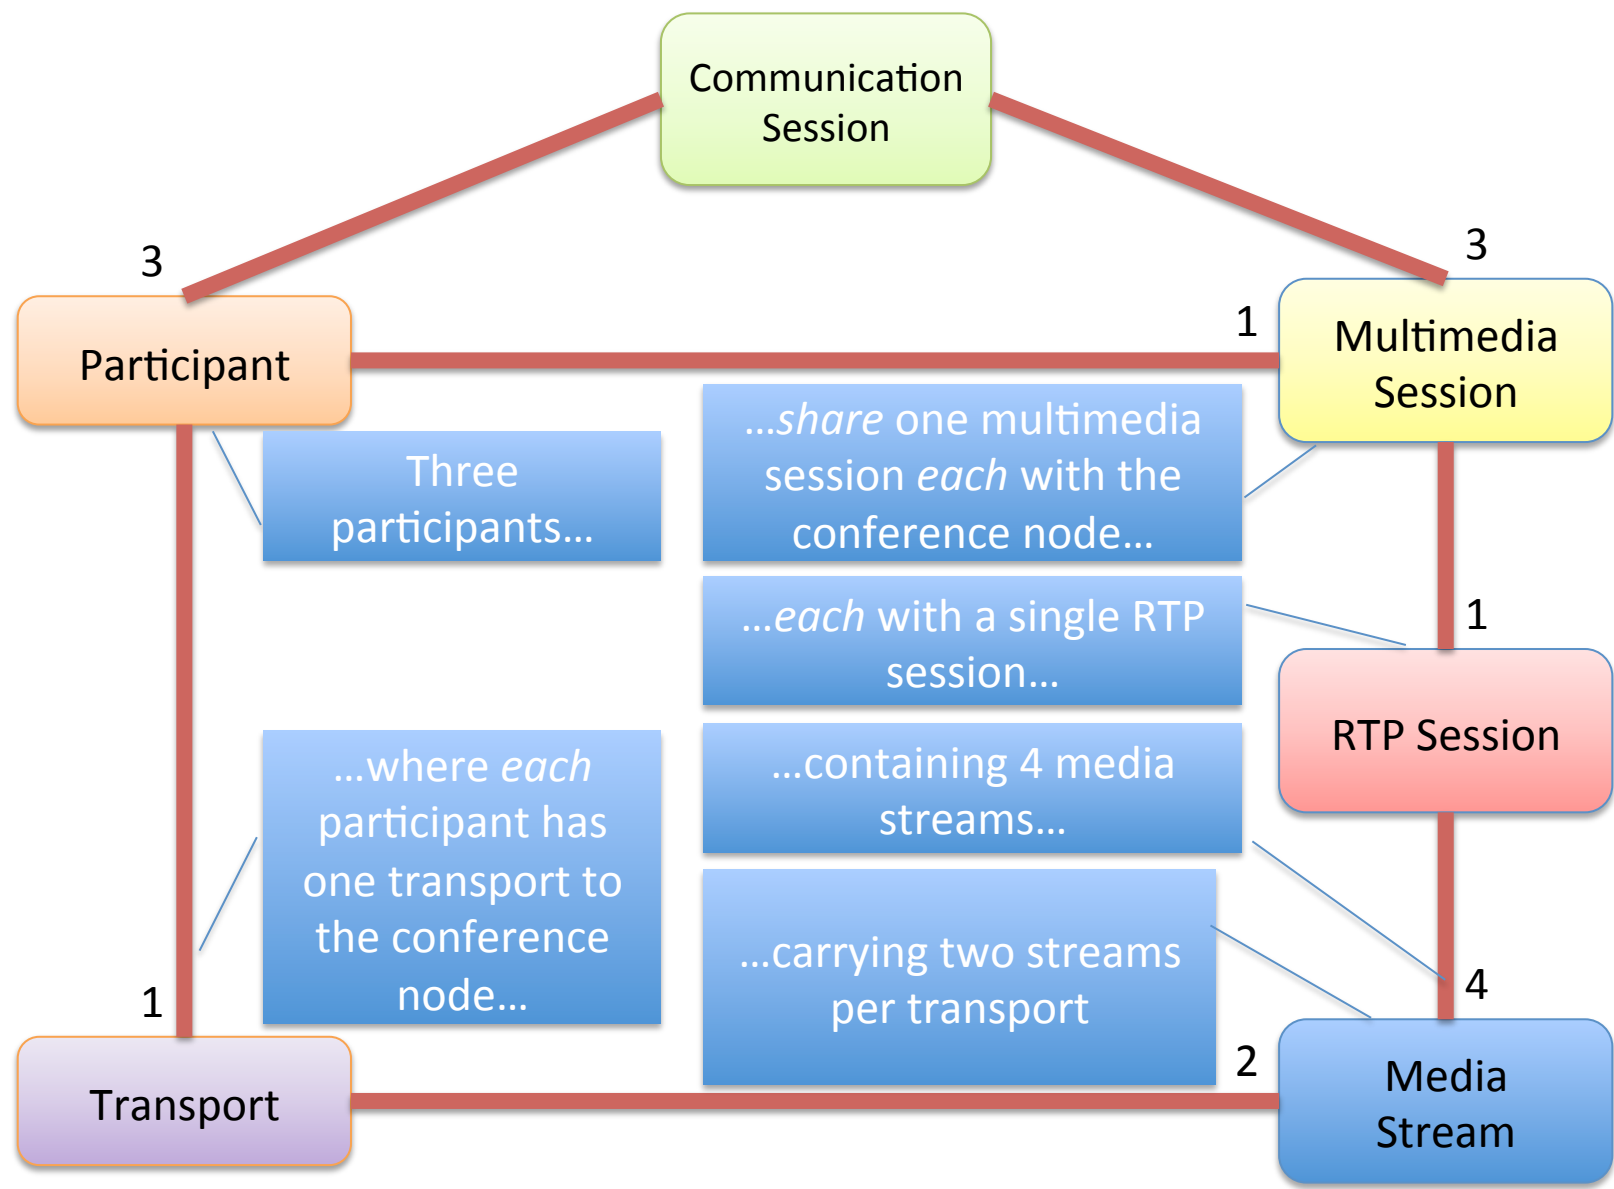 Communication
Session
3
3
Participant
1
Multimedia
Session
Three
participants…
…share one multimedia
session each with the
conference node…
…each with a single RTP
session…
1
RTP Session
…where each
participant has
one transport to
the conference
node…
…containing 4 media
streams…
…carrying two streams
per transport
4
1
2
Transport
Media
Stream